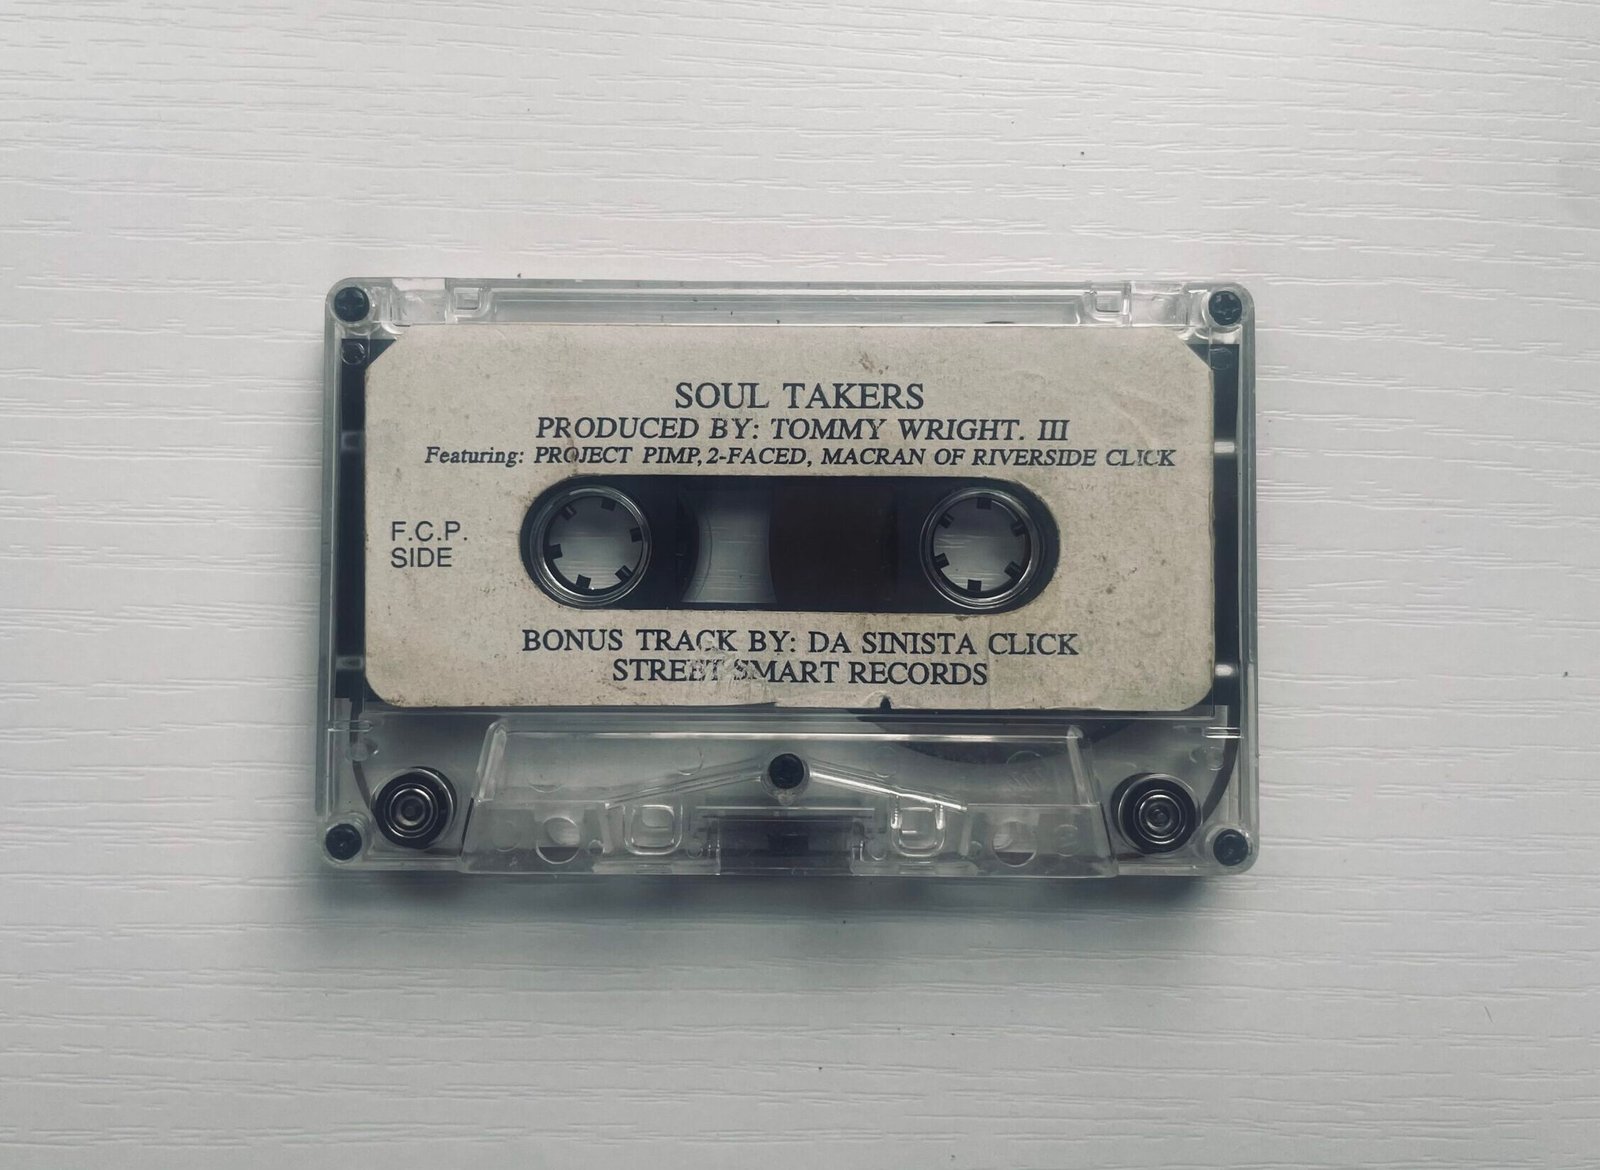 SOUL TAKERS
PRODUCED BY: TOMMY WRIGHT. III
Featuring: PROJECT PIMP, 2-FACED, MACRAN OF RIVERSIDE CLICK
F.C.P.
SIDE
BONUS TRACK BY: DA SINISTA CLICK
STREET SMART RECORDS